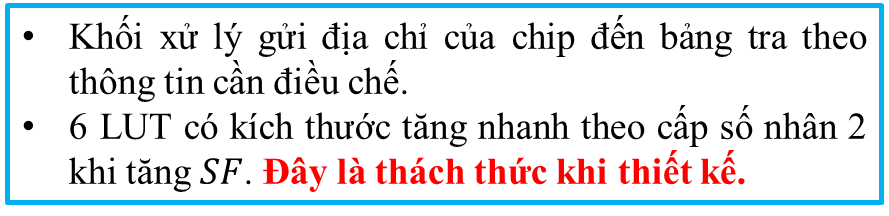 • Khối xử lý gửi địa chỉ của chip đến bảng tra theo
thông tin cần điều chế.
• 6 LUT có kích thước tăng nhanh theo cấp số nhân 2
khi tăng SF. Đây là thách thức khi thiết kế.